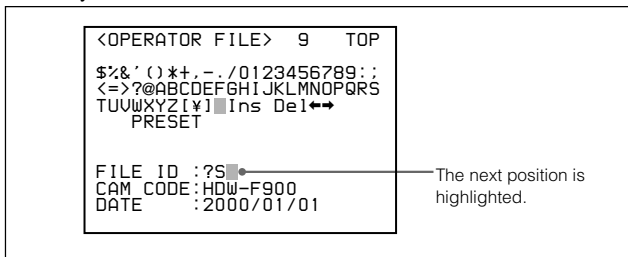 <OPERATOR FILE> 9 TOP
$%&'()*+,-./0123456789:;
<=>?@ABCDEFGHIJKLMNOPQRS
TUVWXYZ[¥] Ins Del←→
PRESET
FILE ID :?S
The next position is
highlighted.
CAM CODE:HDW-F900
DATE :2000/01/01